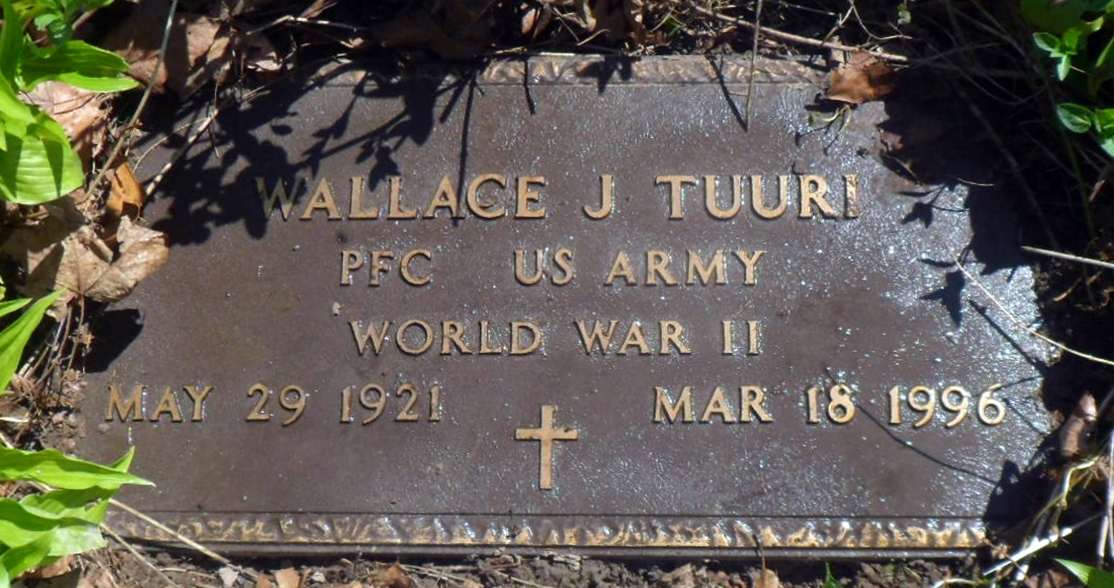 WALLACE J TUURI
PFC US ARMY
WORLD WAR II
MAY 29 1921 MAR 18 1996